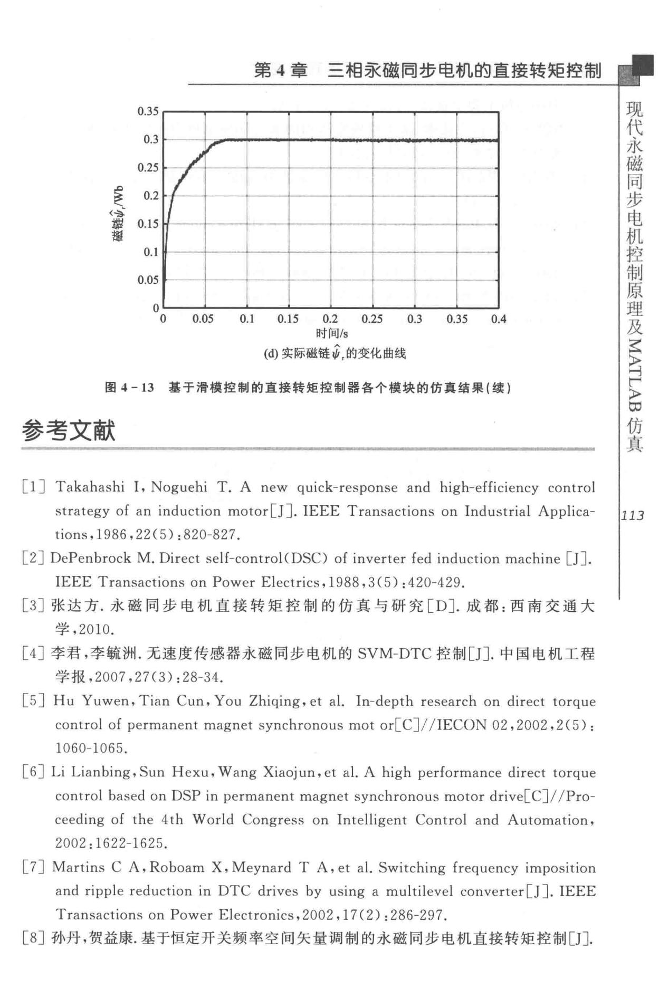 第 4 章　三相永磁同步电机的直接转矩控制
0.35
0.3
0.25
0.2
0.15
0.1
0.05
0
磁链ψ̂r/Wb
0 0.05 0.1 0.15 0.2 0.25 0.3 0.35 0.4
时间/s
(d) 实际磁链ψ̂r的变化曲线
图 4-13　基于滑模控制的直接转矩控制器各个模块的仿真结果(续)
参考文献
[1] Takahashi I, Noguehi T. A new quick-response and high-efficiency control
strategy of an induction motor[J]. IEEE Transactions on Industrial Applica-
tions,1986,22(5):820-827.
[2] DePenbrock M. Direct self-control(DSC) of inverter fed induction machine [J].
IEEE Transactions on Power Electrics,1988,3(5):420-429.
[3] 张达方. 永磁同步电机直接转矩控制的仿真与研究[D]. 成都:西南交通大
学,2010.
[4] 李君,李毓洲. 无速度传感器永磁同步电机的 SVM-DTC 控制[J]. 中国电机工程
学报,2007,27(3):28-34.
[5] Hu Yuwen, Tian Cun, You Zhiqing, et al. In-depth research on direct torque
control of permanent magnet synchronous mot or[C]//IECON 02,2002,2(5):
1060-1065.
[6] Li Lianbing,Sun Hexu,Wang Xiaojun,et al. A high performance direct torque
control based on DSP in permanent magnet synchronous motor drive[C]//Pro-
ceeding of the 4th World Congress on Intelligent Control and Automation,
2002:1622-1625.
[7] Martins C A,Roboam X,Meynard T A,et al. Switching frequency imposition
and ripple reduction in DTC drives by using a multilevel converter[J]. IEEE
Transactions on Power Electronics,2002,17(2):286-297.
[8] 孙丹,贺益康. 基于恒定开关频率空间矢量调制的永磁同步电机直接转矩控制[J].
现代永磁同步电机控制原理及MATLAB仿真
113